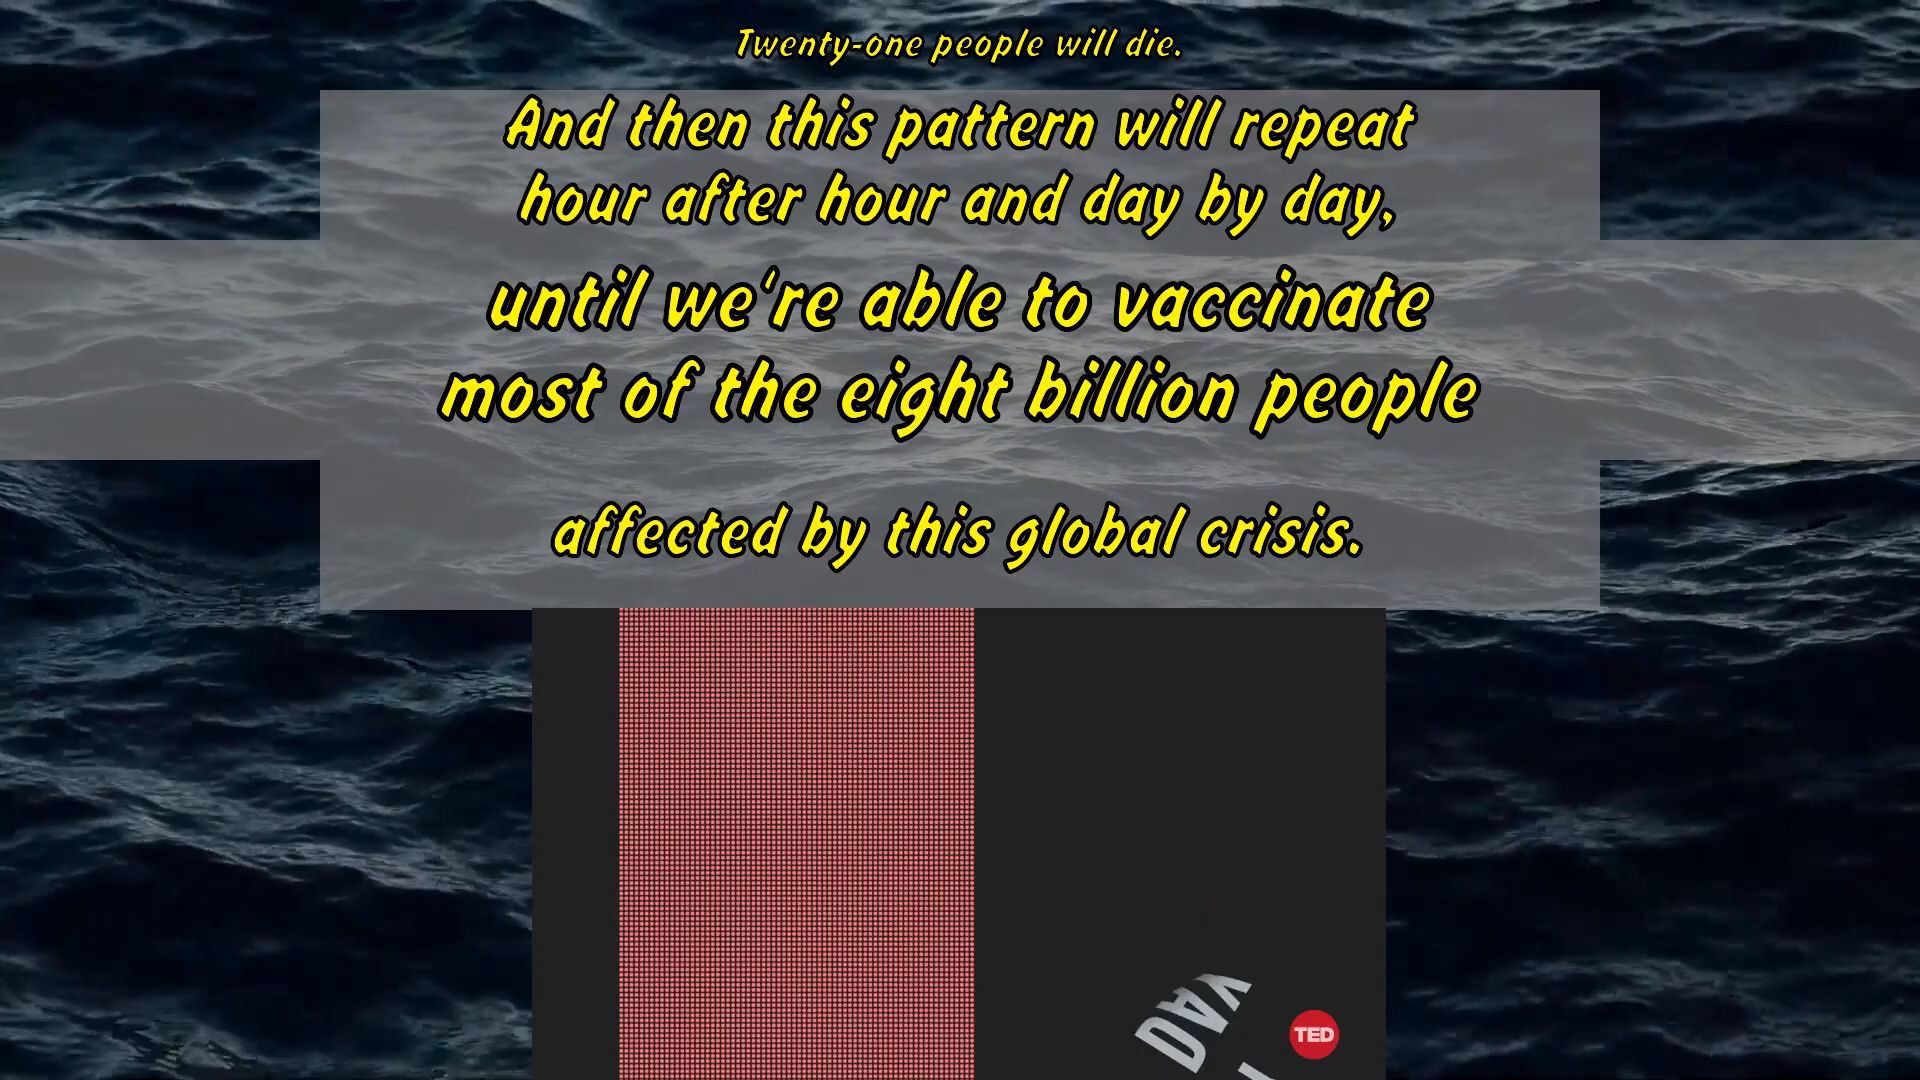 Twenty-one people will die.
And then this pattern will repeat
hour after hour and day by day,
until we're able to vaccinate
most of the eight billion people
affected by this global crisis.
DAY
TED